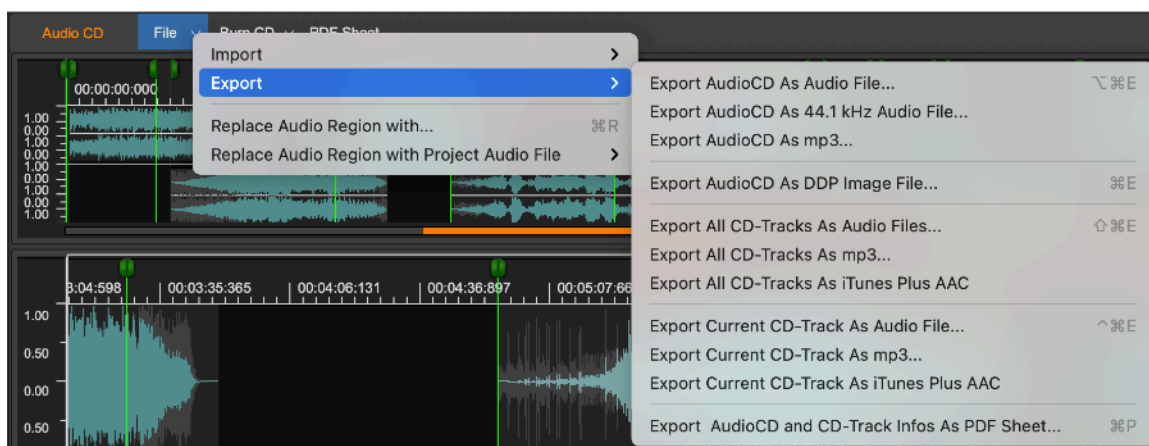 Audio CD File Burn CD PDF Sheet
Import
Export
Replace Audio Region with... ⌘R
Replace Audio Region with Project Audio File
Export AudioCD As Audio File... ⌥⌘E
Export AudioCD As 44.1 kHz Audio File...
Export AudioCD As mp3...
Export AudioCD As DDP Image File... ⌘E
Export All CD-Tracks As Audio Files... ⇧⌘E
Export All CD-Tracks As mp3...
Export All CD-Tracks As iTunes Plus AAC
Export Current CD-Track As Audio File... ^⌘E
Export Current CD-Track As mp3...
Export Current CD-Track As iTunes Plus AAC
Export AudioCD and CD-Track Infos As PDF Sheet... ⌘P
00:00:00:000
1.00
0.00
1.00
0.00
1.00
0.00
1.00
0.00
1.00
3:04:598 00:03:35:365 00:04:06:131 00:04:36:897 00:05:07:66
1.00
0.50
0.00
0.50